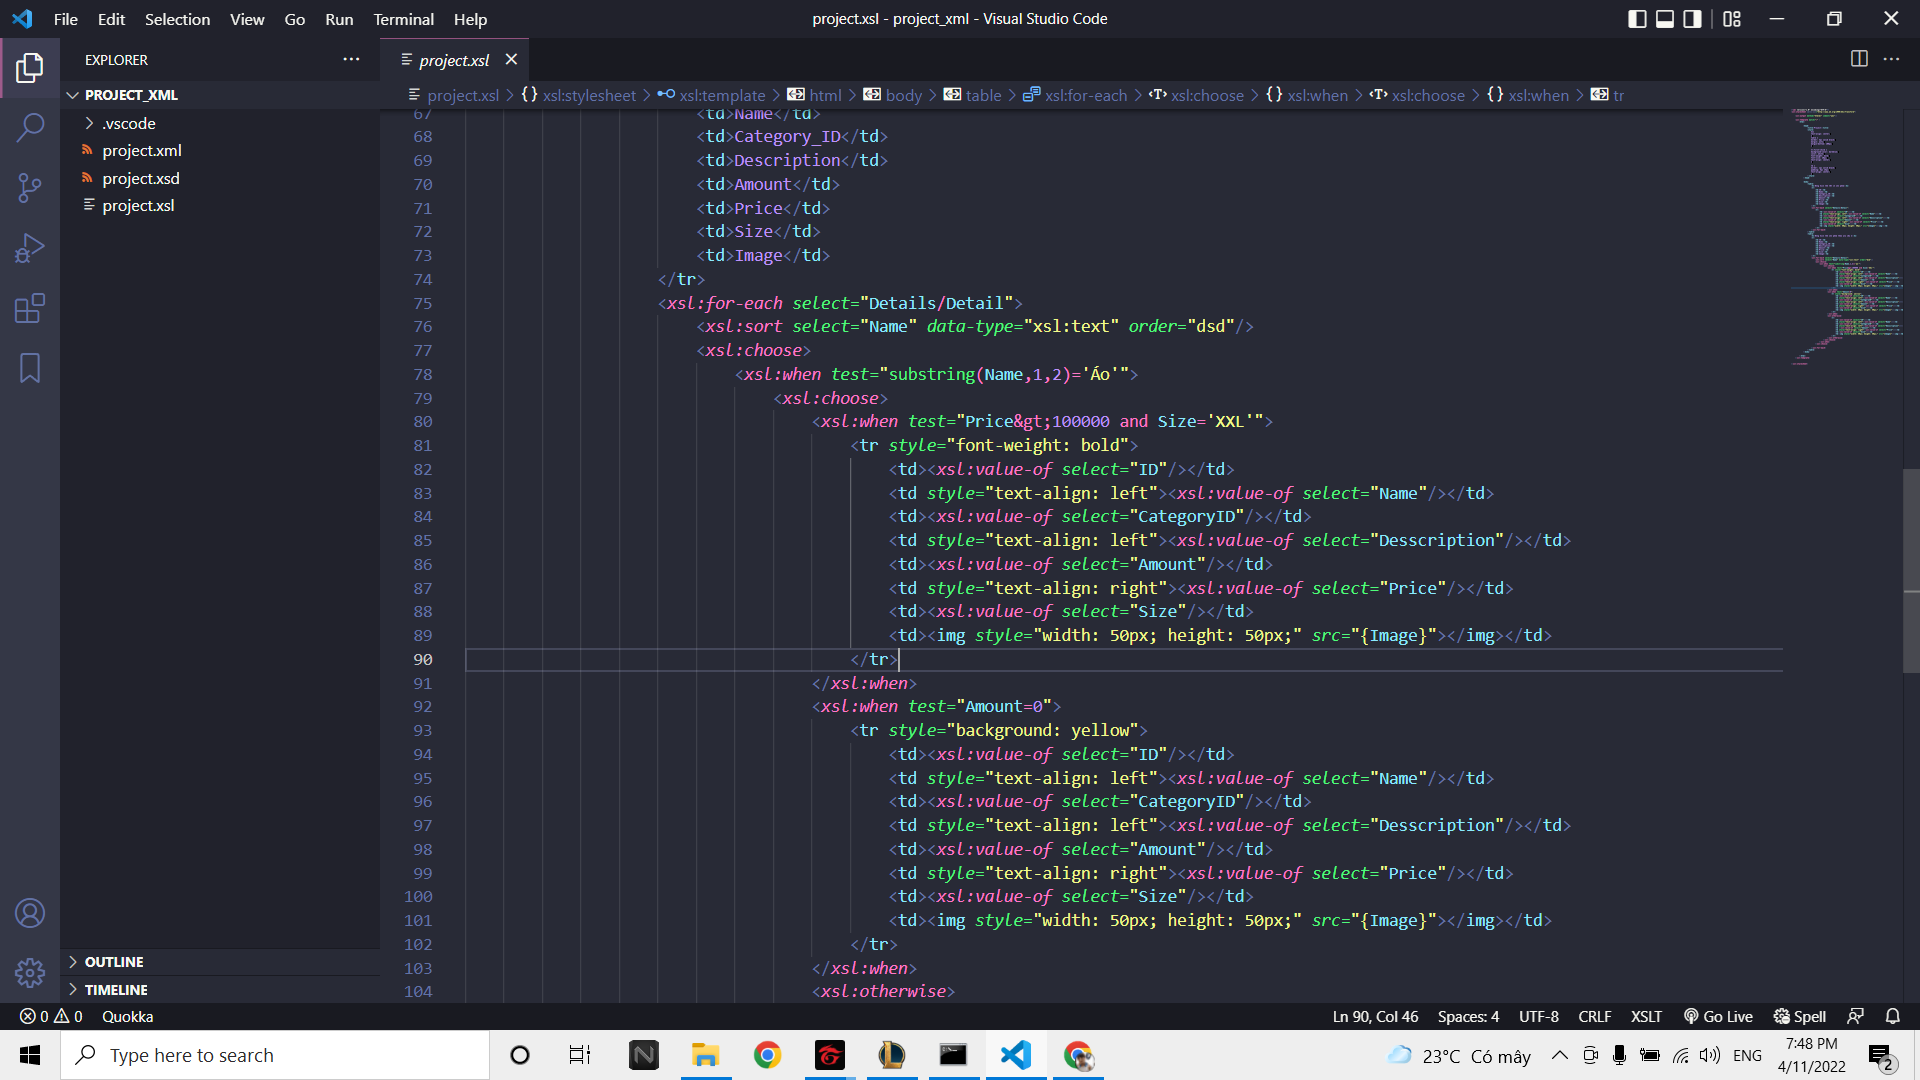 File Edit Selection View Go Run Terminal Help
project.xsl - project_xml - Visual Studio Code
EXPLORER
PROJECT_XML
.vscode
project.xml
project.xsd
project.xsl
OUTLINE
TIMELINE
project.xsl
project.xsl > xsl:stylesheet > xsl:template > html > body > table > xsl:for-each > xsl:choose > xsl:when > xsl:choose > xsl:when > tr
67 <td>Name</td>
68 <td>Category_ID</td>
69 <td>Description</td>
70 <td>Amount</td>
71 <td>Price</td>
72 <td>Size</td>
73 <td>Image</td>
74 </tr>
75 <xsl:for-each select="Details/Detail">
76 <xsl:sort select="Name" data-type="xsl:text" order="dsd"/>
77 <xsl:choose>
78 <xsl:when test="substring(Name,1,2)='Áo'">
79 <xsl:choose>
80 <xsl:when test="Price&gt;100000 and Size='XXL'">
81 <tr style="font-weight: bold">
82 <td><xsl:value-of select="ID"/></td>
83 <td style="text-align: left"><xsl:value-of select="Name"/></td>
84 <td><xsl:value-of select="CategoryID"/></td>
85 <td style="text-align: left"><xsl:value-of select="Desscription"/></td>
86 <td><xsl:value-of select="Amount"/></td>
87 <td style="text-align: right"><xsl:value-of select="Price"/></td>
88 <td><xsl:value-of select="Size"/></td>
89 <td><img style="width: 50px; height: 50px;" src="{Image}"></img></td>
90 </tr>
91 </xsl:when>
92 <xsl:when test="Amount=0">
93 <tr style="background: yellow">
94 <td><xsl:value-of select="ID"/></td>
95 <td style="text-align: left"><xsl:value-of select="Name"/></td>
96 <td><xsl:value-of select="CategoryID"/></td>
97 <td style="text-align: left"><xsl:value-of select="Desscription"/></td>
98 <td><xsl:value-of select="Amount"/></td>
99 <td style="text-align: right"><xsl:value-of select="Price"/></td>
100 <td><xsl:value-of select="Size"/></td>
101 <td><img style="width: 50px; height: 50px;" src="{Image}"></img></td>
102 </tr>
103 </xsl:when>
104 <xsl:otherwise>
0 0 Quokka
Ln 90, Col 46 Spaces: 4 UTF-8 CRLF XSLT Go Live Spell
Type here to search
23°C Có mây
ENG
7:48 PM
4/11/2022
2